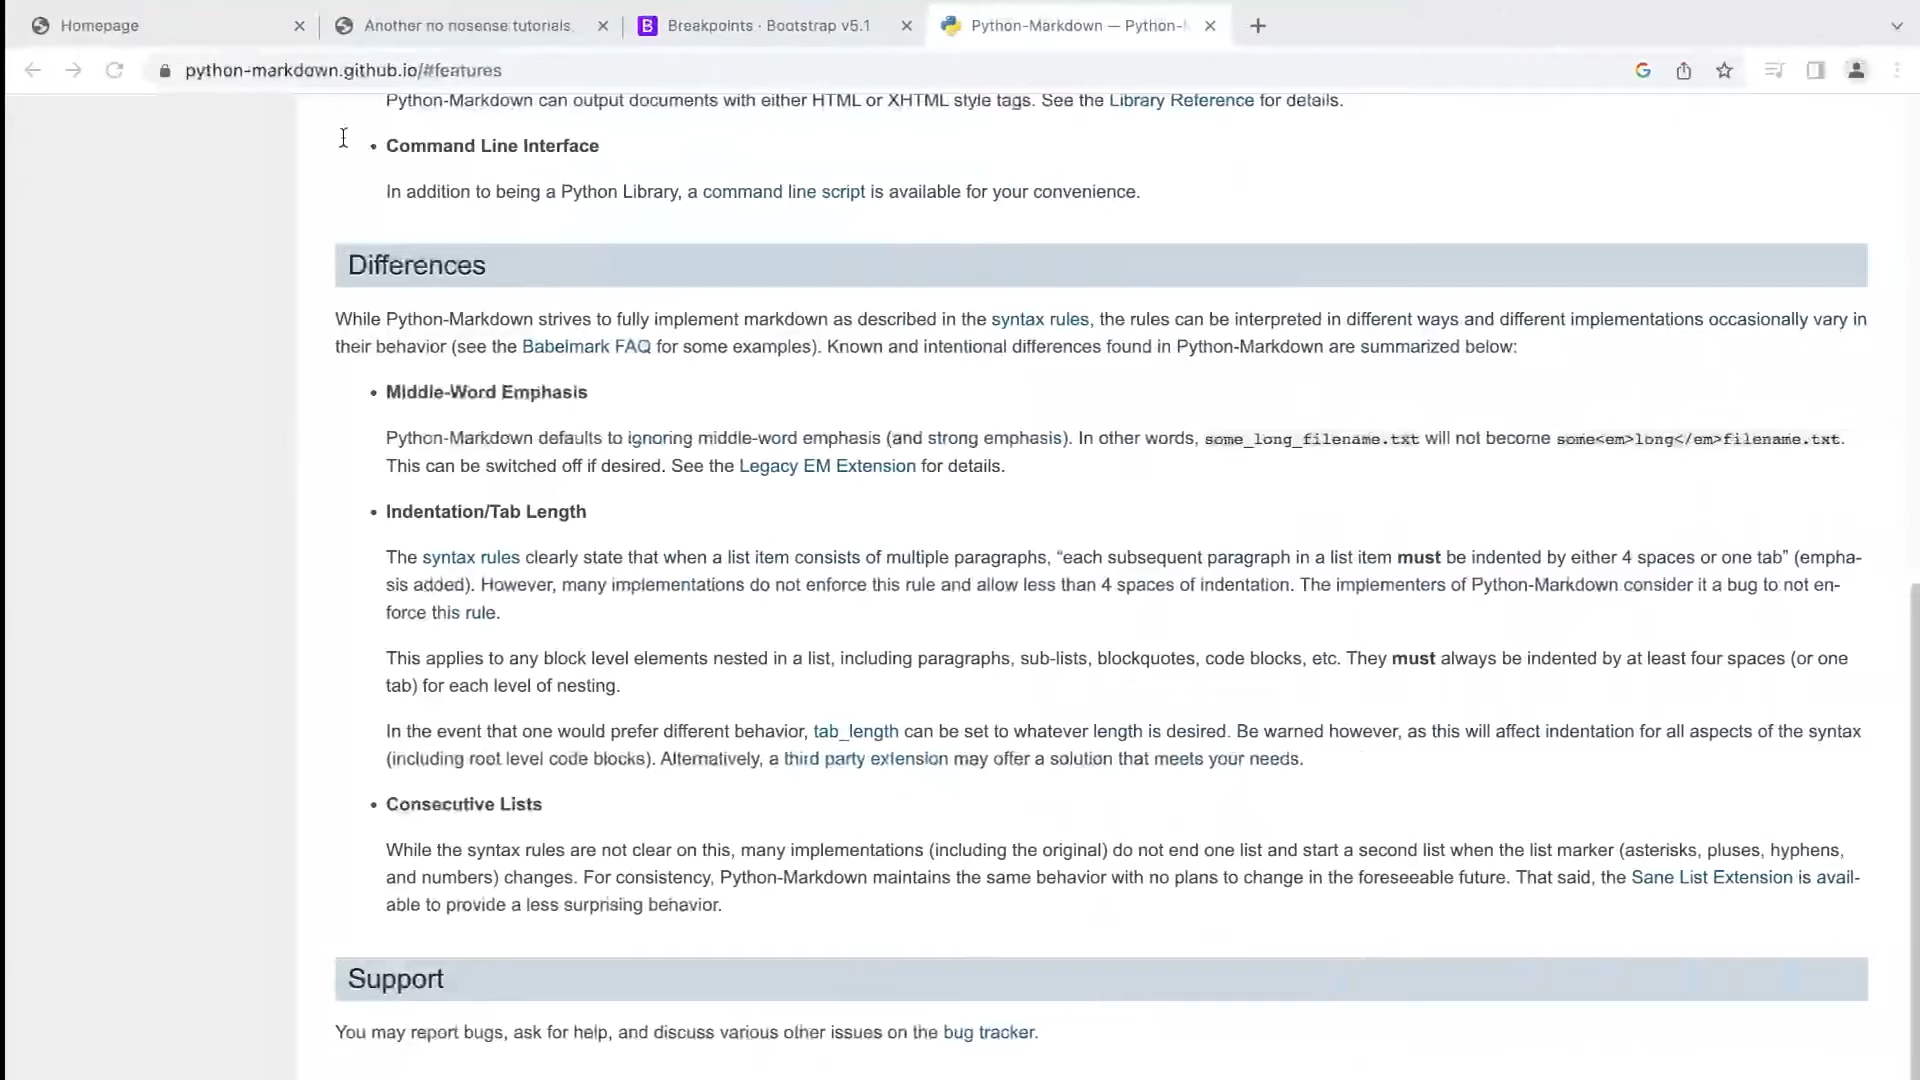 Homepage
Another no nosense tutorials
Breakpoints · Bootstrap v5.1
Python-Markdown — Python-
python-markdown.github.io/#features
Python-Markdown can output documents with either HTML or XHTML style tags. See the Library Reference for details.
• Command Line Interface
In addition to being a Python Library, a command line script is available for your convenience.
Differences
While Python-Markdown strives to fully implement markdown as described in the syntax rules, the rules can be interpreted in different ways and different implementations occasionally vary in
their behavior (see the Babelmark FAQ for some examples). Known and intentional differences found in Python-Markdown are summarized below:
• Middle-Word Emphasis
Python-Markdown defaults to ignoring middle-word emphasis (and strong emphasis). In other words, some_long_filename.txt will not become some<em>long</em>filename.txt.
This can be switched off if desired. See the Legacy EM Extension for details.
• Indentation/Tab Length
The syntax rules clearly state that when a list item consists of multiple paragraphs, “each subsequent paragraph in a list item must be indented by either 4 spaces or one tab” (empha-
sis added). However, many implementations do not enforce this rule and allow less than 4 spaces of indentation. The implementers of Python-Markdown consider it a bug to not en-
force this rule.
This applies to any block level elements nested in a list, including paragraphs, sub-lists, blockquotes, code blocks, etc. They must always be indented by at least four spaces (or one
tab) for each level of nesting.
In the event that one would prefer different behavior, tab_length can be set to whatever length is desired. Be warned however, as this will affect indentation for all aspects of the syntax
(including root level code blocks). Alternatively, a third party extension may offer a solution that meets your needs.
• Consecutive Lists
While the syntax rules are not clear on this, many implementations (including the original) do not end one list and start a second list when the list marker (asterisks, pluses, hyphens,
and numbers) changes. For consistency, Python-Markdown maintains the same behavior with no plans to change in the foreseeable future. That said, the Sane List Extension is avail-
able to provide a less surprising behavior.
Support
You may report bugs, ask for help, and discuss various other issues on the bug tracker.